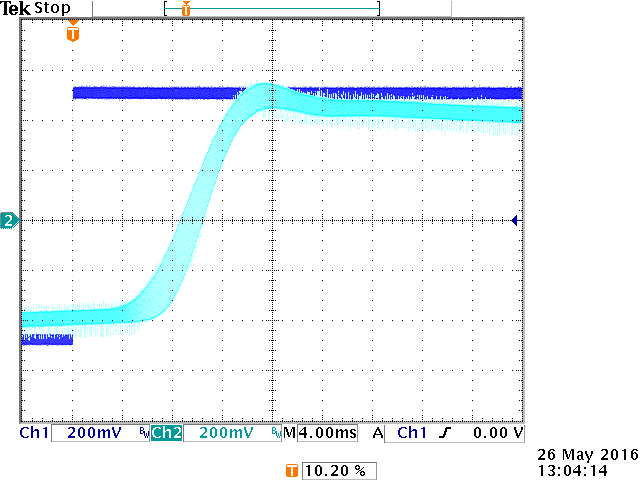 Tek Stop
T
T
2
Ch1 200mV BW Ch2 200mV BW M 4.00ms A Ch1 0.00 V
T 10.20 %
26 May 2016
13:04:14